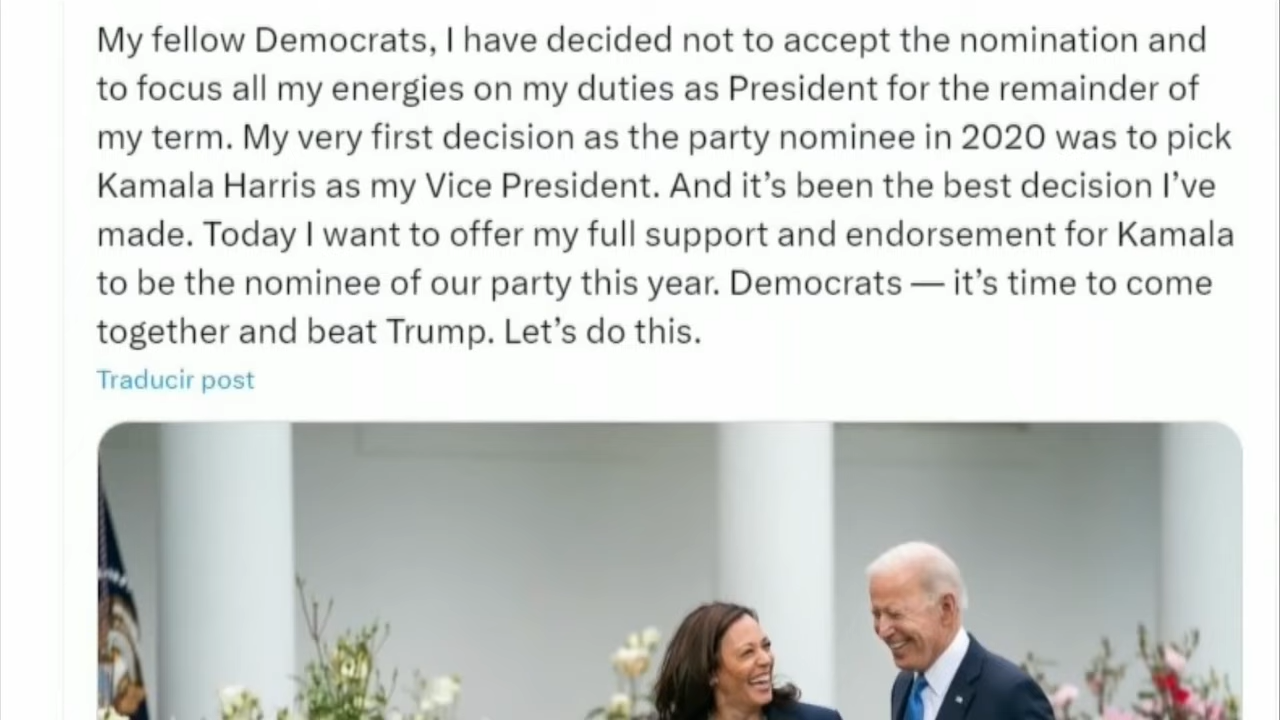 My fellow Democrats, I have decided not to accept the nomination and
to focus all my energies on my duties as President for the remainder of
my term. My very first decision as the party nominee in 2020 was to pick
Kamala Harris as my Vice President. And it’s been the best decision I’ve
made. Today I want to offer my full support and endorsement for Kamala
to be the nominee of our party this year. Democrats — it’s time to come
together and beat Trump. Let’s do this.
Traducir post